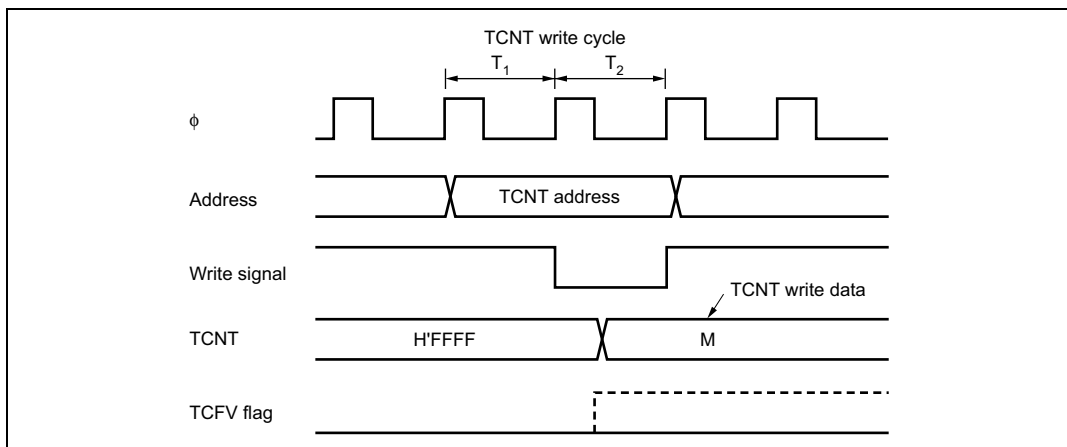 TCNT write cycle
T1 T2
ϕ
Address
TCNT address
Write signal
TCNT write data
TCNT
H'FFFF
M
TCFV flag